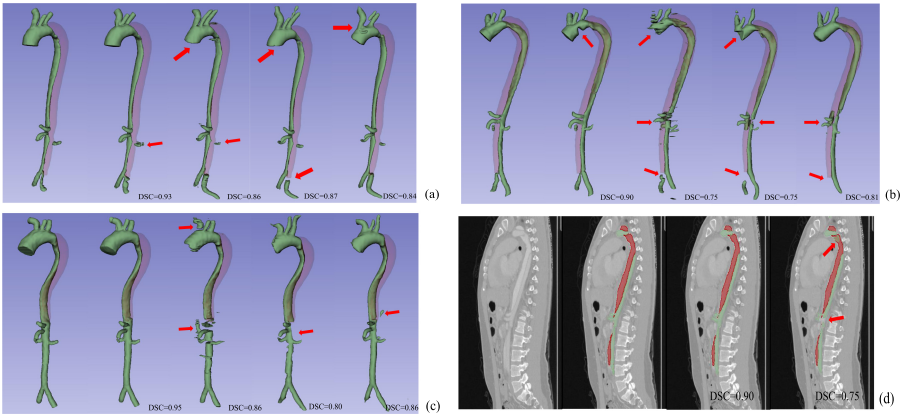 DSC=0.93 DSC=0.86 DSC=0.87 DSC=0.84 (a)
DSC=0.90 DSC=0.75 DSC=0.75 DSC=0.81 (b)
DSC=0.95 DSC=0.86 DSC=0.80 DSC=0.86 (c)
DSC=0.90 DSC=0.75 (d)